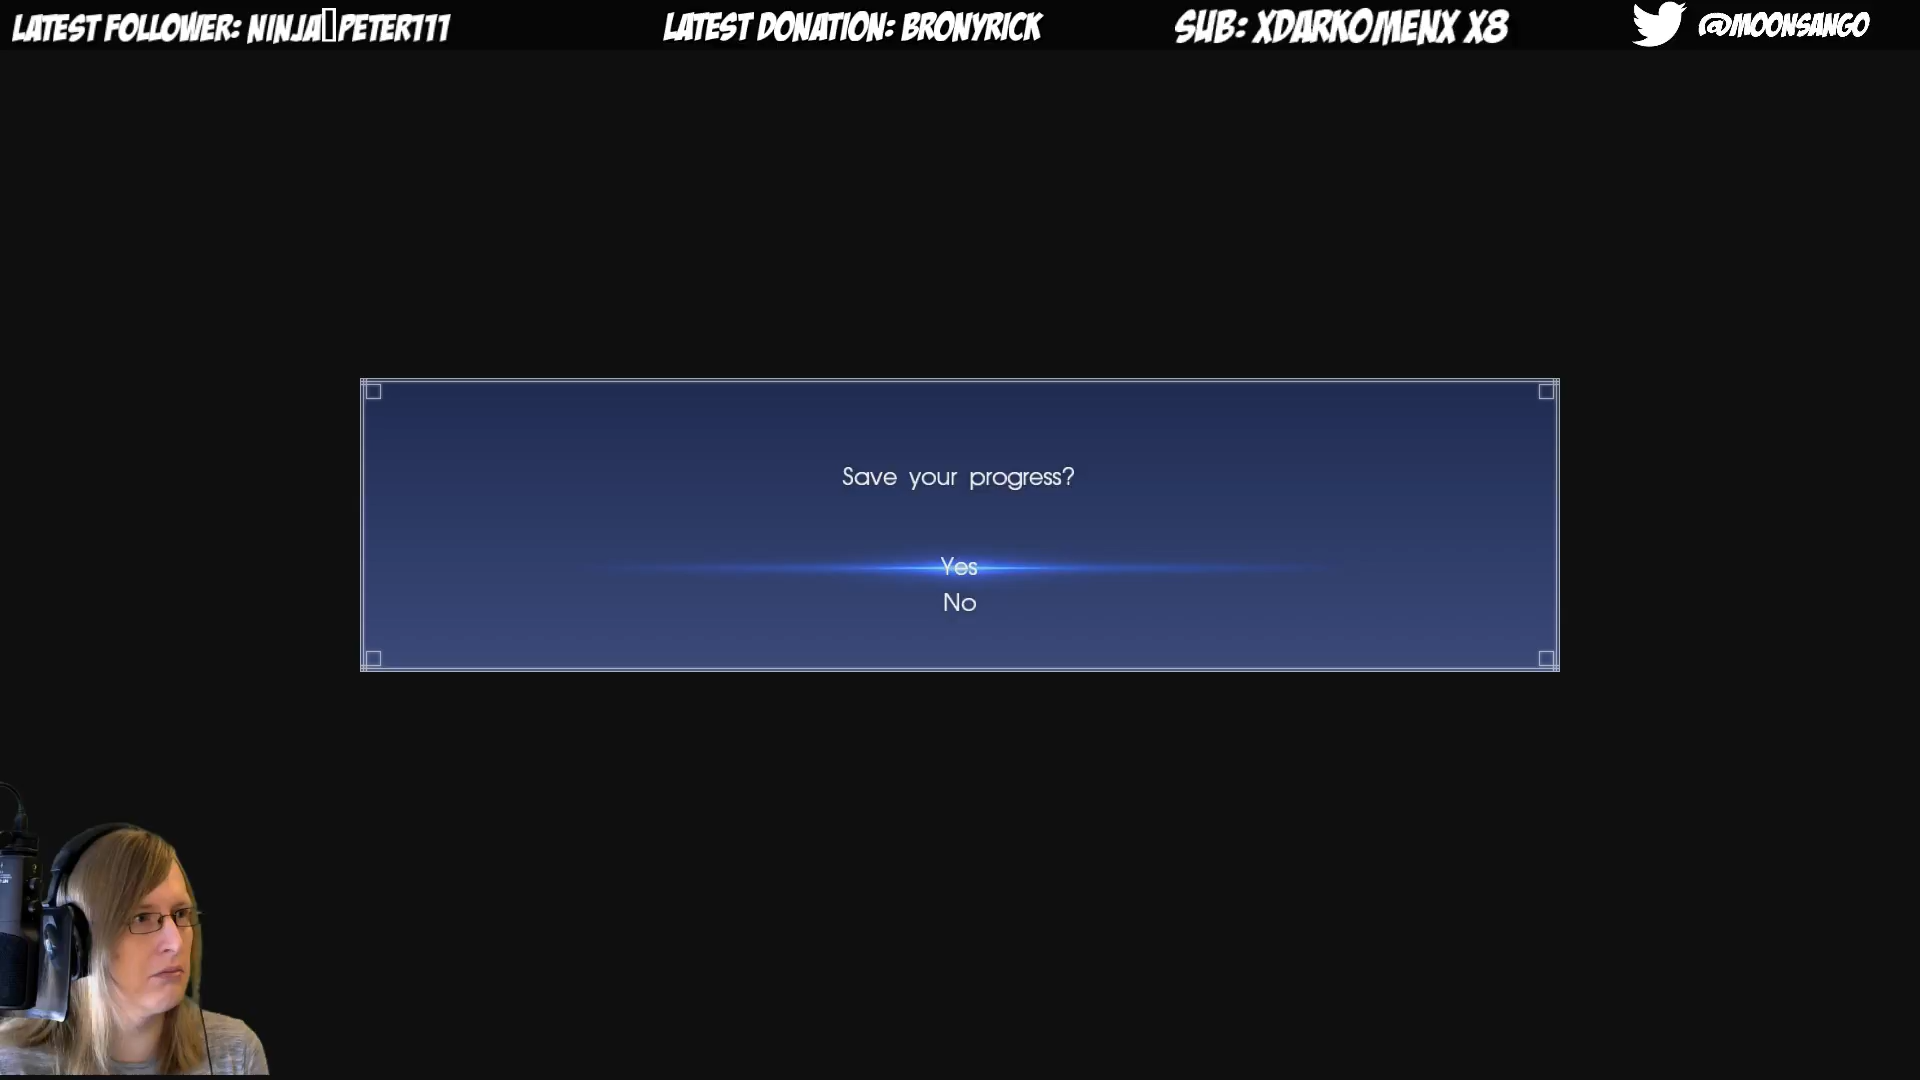 LATEST FOLLOWER: NINJA▯PETER111
LATEST DONATION: BRONYRICK
SUB: XDARKOMENX X8
@MOONSANGO
Save your progress?
Yes
No